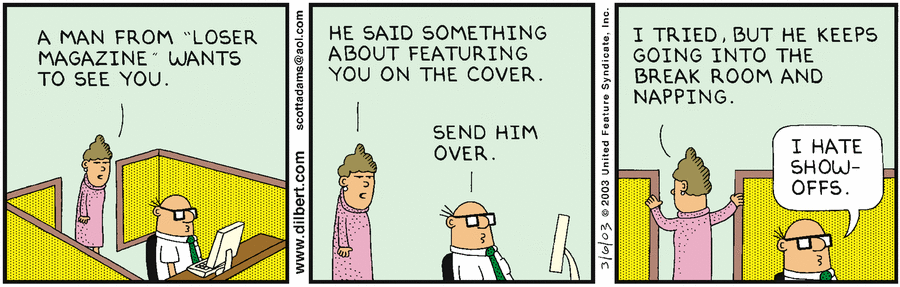 A MAN FROM "LOSER
MAGAZINE" WANTS
TO SEE YOU.
www.dilbert.com scottadams@aol.com
HE SAID SOMETHING
ABOUT FEATURING
YOU ON THE COVER.
SEND HIM
OVER.
3/6/03 © 2003 United Feature Syndicate, Inc.
I TRIED, BUT HE KEEPS
GOING INTO THE
BREAK ROOM AND
NAPPING.
I HATE
SHOW-
OFFS.